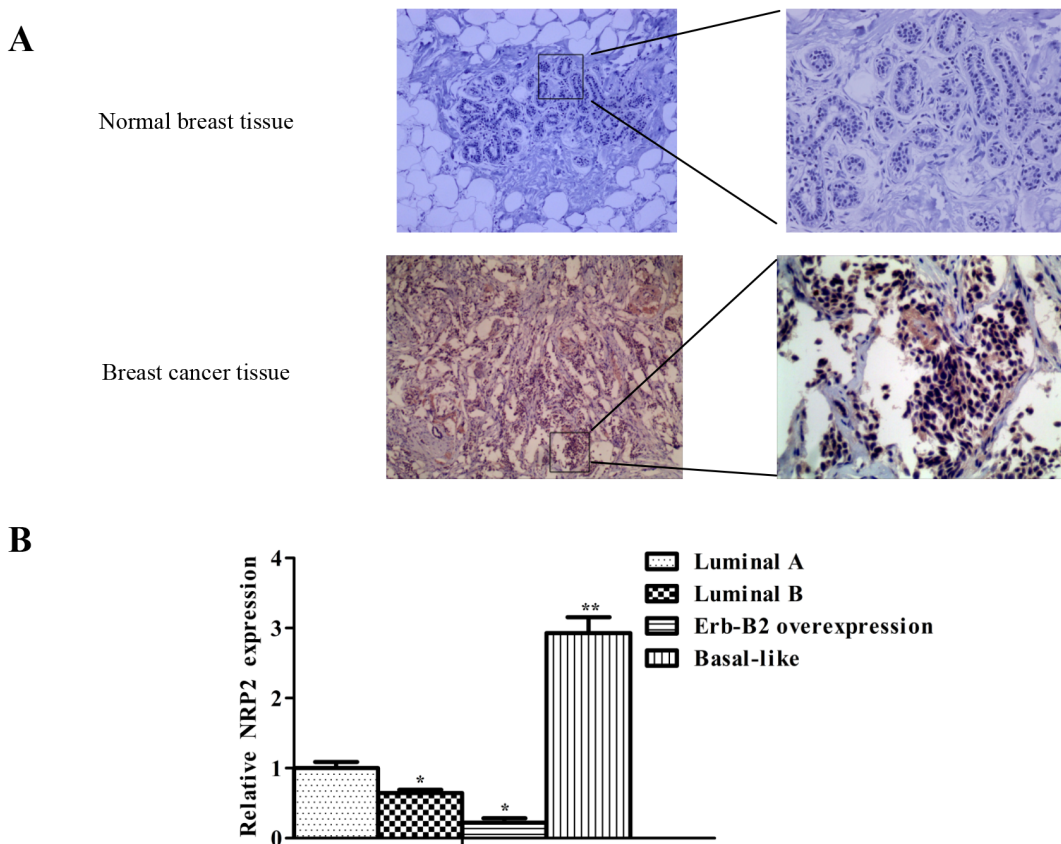 A
Normal breast tissue
Breast cancer tissue
B
Relative NRP2 expression
4
3
2
1
0
*
*
**
Luminal A
Luminal B
Erb-B2 overexpression
Basal-like